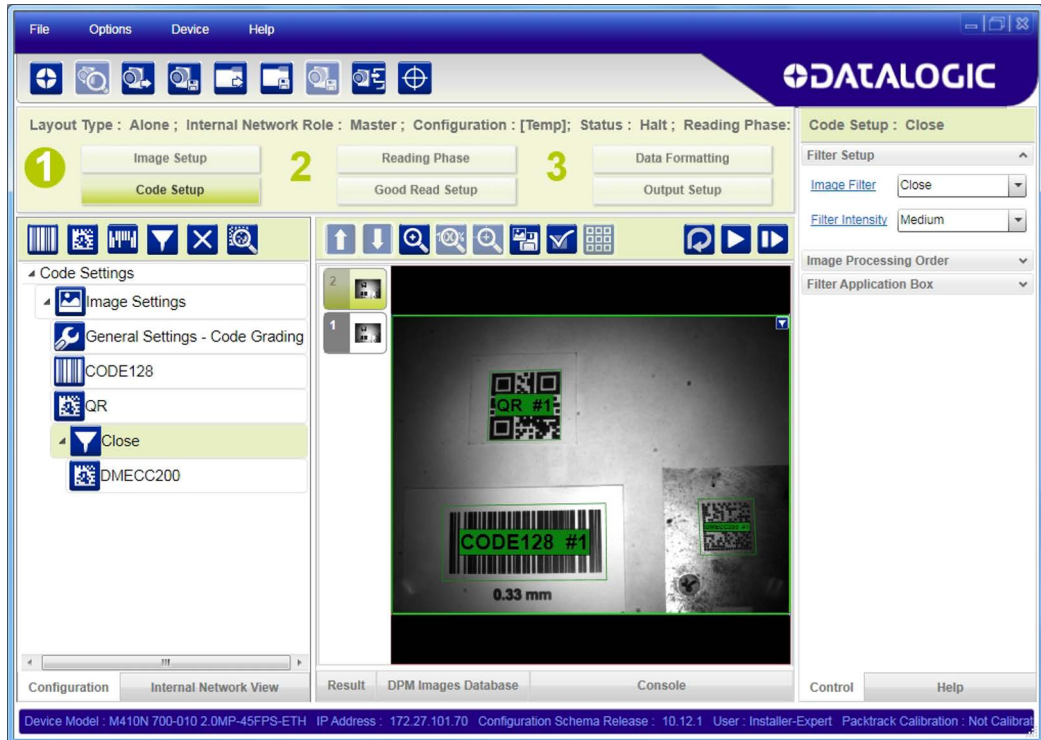 File Options Device Help
DATALOGIC
Layout Type : Alone ; Internal Network Role : Master ; Configuration : [Temp]; Status : Halt ; Reading Phase:
Code Setup : Close
1
Image Setup
Code Setup
2
Reading Phase
Good Read Setup
3
Data Formatting
Output Setup
Filter Setup
Image Filter Close
Filter Intensity Medium
Image Processing Order
Filter Application Box
100%
Code Settings
Image Settings
General Settings - Code Grading
CODE128
QR
Close
DMECC200
2
1
QR #1
CODE128 #1
DMECC200 #1
0.33 mm
Configuration Internal Network View
Result DPM Images Database Console
Control Help
Device Model : M410N 700-010 2.0MP-45FPS-ETH IP Address : 172.27.101.70 Configuration Schema Release : 10.12.1 User : Installer-Expert Packtrack Calibration : Not Calibrat